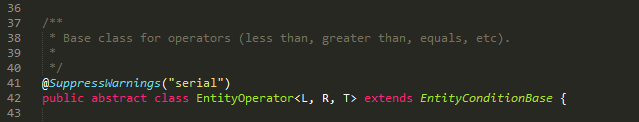 36
37 /**
38  * Base class for operators (less than, greater than, equals, etc).
39  *
40  */
41 @SuppressWarnings("serial")
42 public abstract class EntityOperator<L, R, T> extends EntityConditionBase {
43